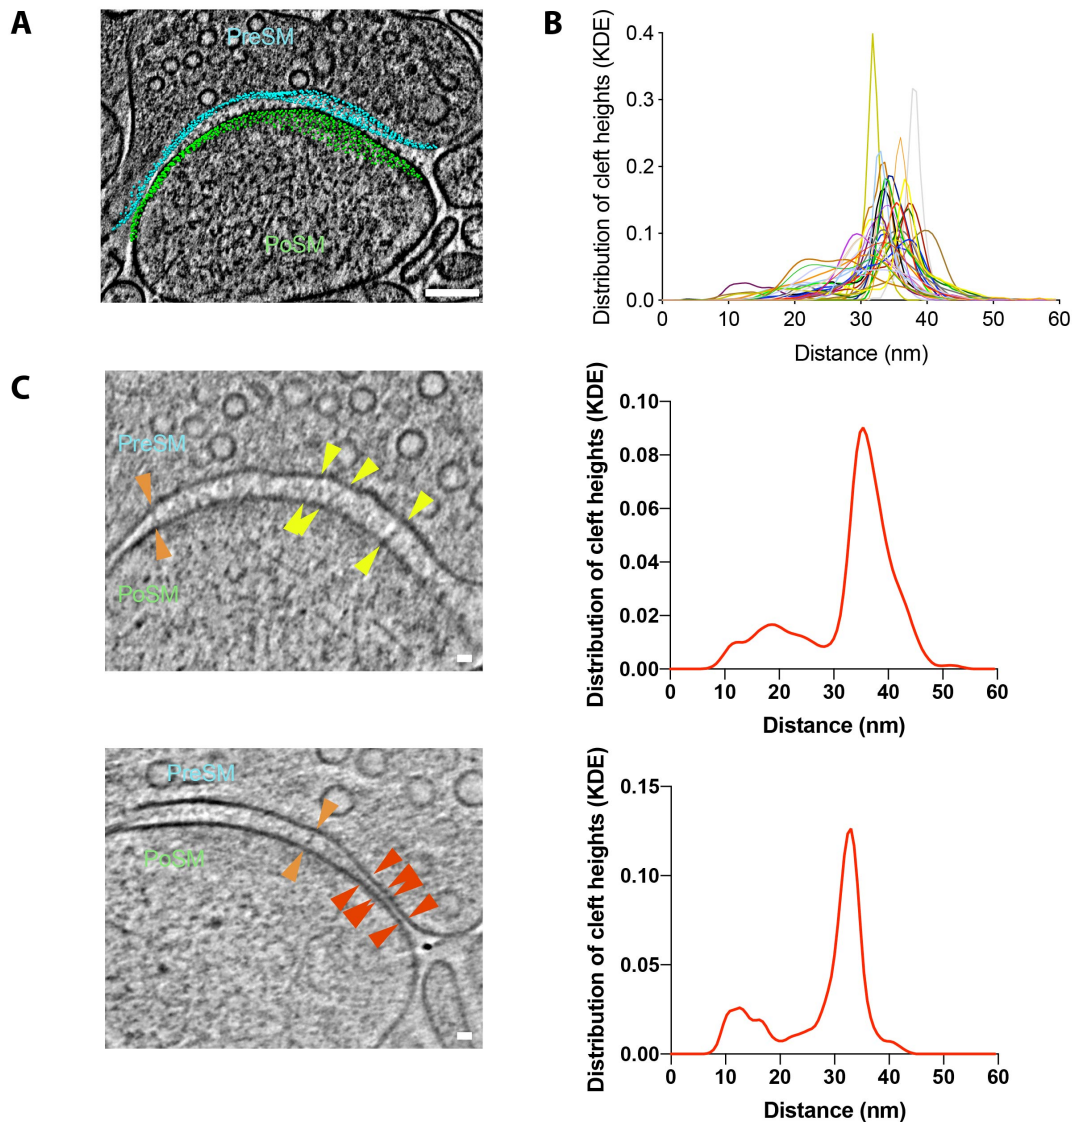 A
PreSM
PoSM
B
Distribution of cleft heights (KDE)
0.4
0.3
0.2
0.1
0.0
0 10 20 30 40 50 60
Distance (nm)
C
PreSM
PoSM
Distribution of cleft heights (KDE)
0.10
0.08
0.06
0.04
0.02
0.00
0 10 20 30 40 50 60
Distance (nm)
PreSM
PoSM
Distribution of cleft heights (KDE)
0.15
0.10
0.05
0.00
0 10 20 30 40 50 60
Distance (nm)